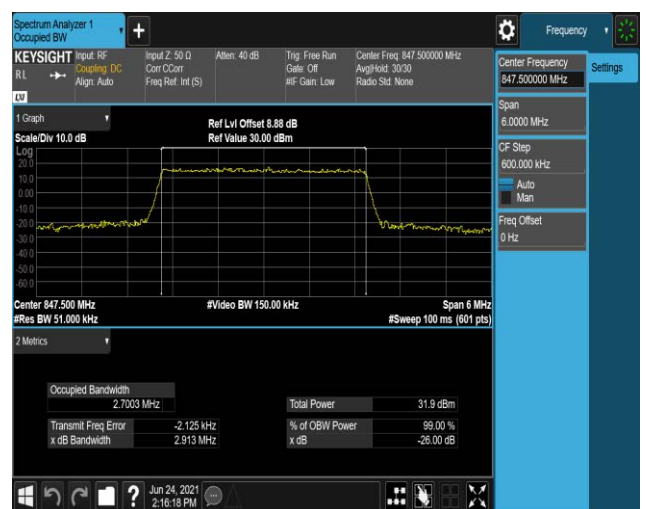 Spectrum Analyzer 1
Occupied BW
Frequency
KEYSIGHT
RL
LXI
Input: RF
Coupling: DC
Align: Auto
Input Z: 50 Ω
Corr CCorr
Freq Ref: Int (S)
Atten: 40 dB
Trig: Free Run
Gate: Off
#IF Gain: Low
Center Freq: 847.500000 MHz
Avg|Hold: 30/30
Radio Std: None
Center Frequency
847.500000 MHz
Settings
Span
6.0000 MHz
CF Step
600.000 kHz
Auto
Man
Freq Offset
0 Hz
1 Graph
Scale/Div 10.0 dB
Ref Lvl Offset 8.88 dB
Ref Value 30.00 dBm
Log
20.0
10.0
0.00
-10.0
-20.0
-30.0
-40.0
-50.0
-60.0
Center 847.500 MHz
#Res BW 51.000 kHz
#Video BW 150.00 kHz
Span 6 MHz
#Sweep 100 ms (601 pts)
2 Metrics
Occupied Bandwidth
2.7003 MHz
Total Power 31.9 dBm
Transmit Freq Error -2.125 kHz
x dB Bandwidth 2.913 MHz
% of OBW Power 99.00 %
x dB -26.00 dB
?
Jun 24, 2021
2:16:18 PM